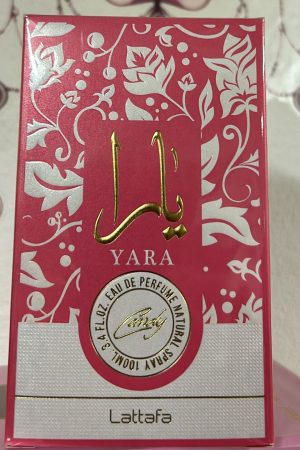 يارا
YARA
EAU DE PERFUME NATURAL SPRAY 100ML 3.4 FL.OZ.
Candy
Lattafa